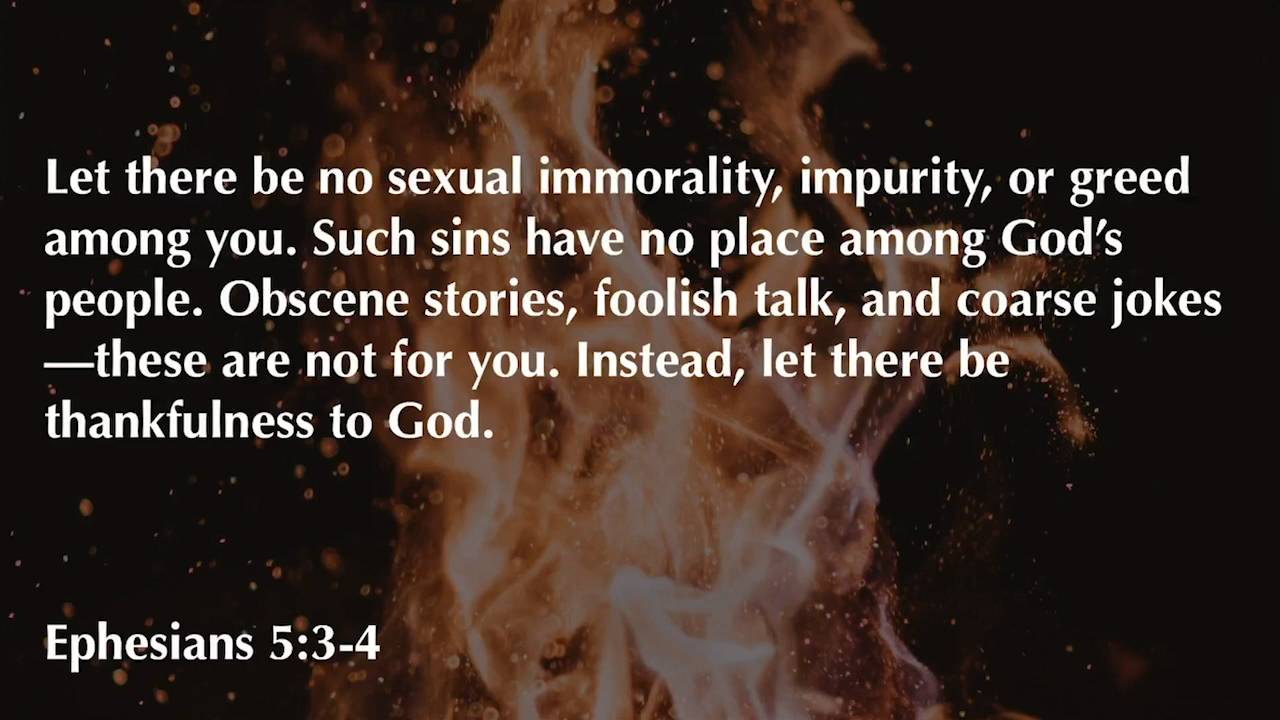 Let there be no sexual immorality, impurity, or greed
among you. Such sins have no place among God’s
people. Obscene stories, foolish talk, and coarse jokes
—these are not for you. Instead, let there be
thankfulness to God.
Ephesians 5:3-4